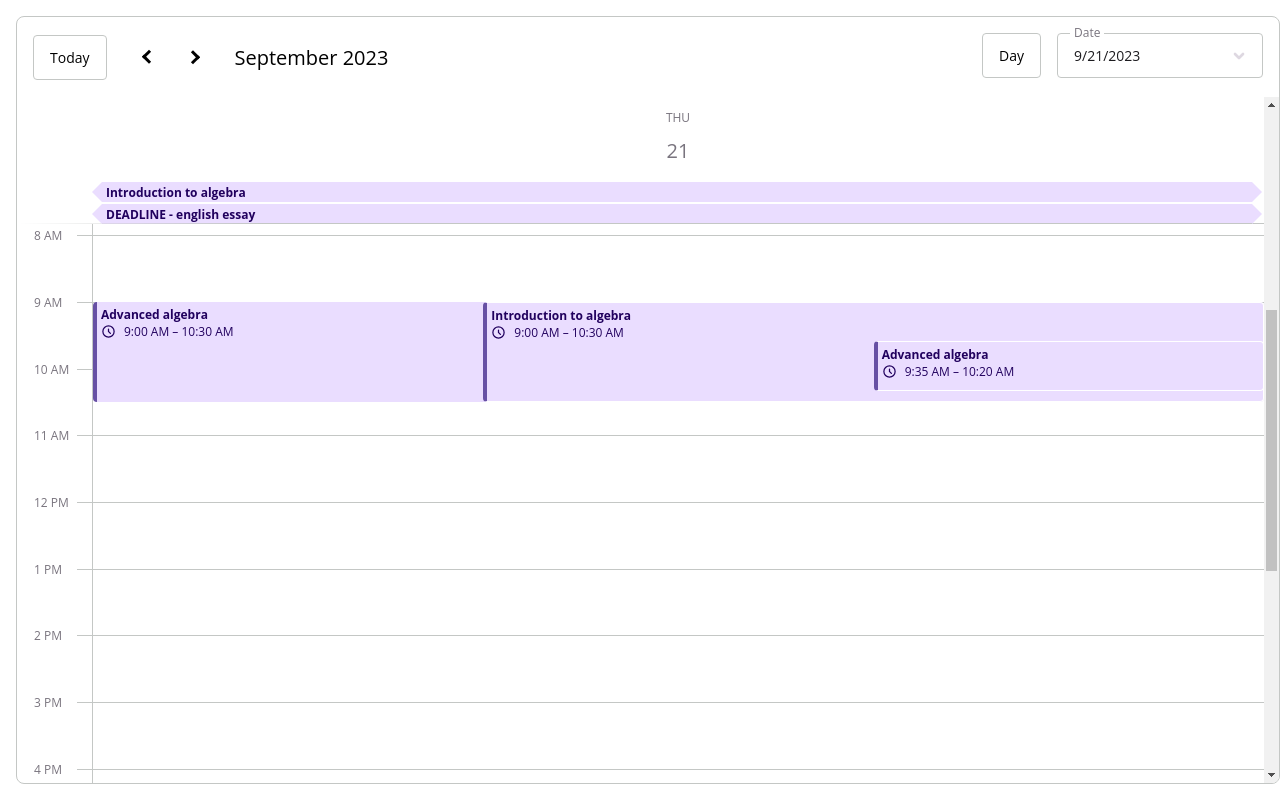 Today
September 2023
Day
Date
9/21/2023
THU
21
Introduction to algebra
DEADLINE - english essay
8 AM
9 AM
Advanced algebra
9:00 AM – 10:30 AM
Introduction to algebra
9:00 AM – 10:30 AM
Advanced algebra
9:35 AM – 10:20 AM
10 AM
11 AM
12 PM
1 PM
2 PM
3 PM
4 PM